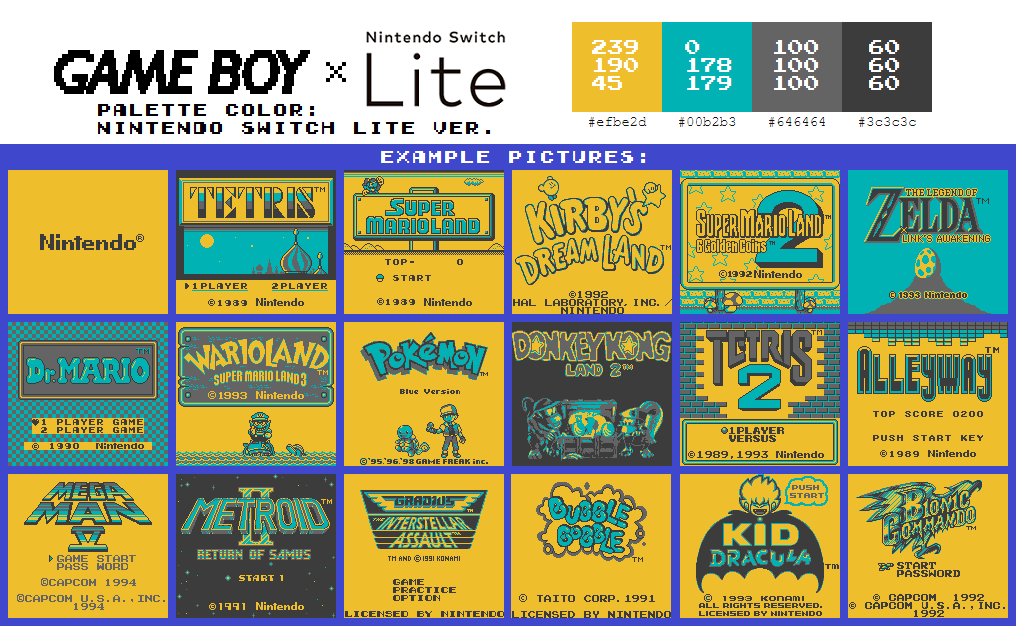 GAME BOY × Nintendo Switch Lite
PALETTE COLOR:
NINTENDO SWITCH LITE VER.
239 190 45
0 178 179
100 100 100
60 60 60
#efbe2d #00b2b3 #646464 #3c3c3c
EXAMPLE PICTURES:
Nintendo®
TETRIS™
▶1PLAYER 2PLAYER
©1989 Nintendo
SUPER
MARIOLAND
TOP- 0
START
©1989 Nintendo
KIRBY'S
DREAM LAND™
©1992
HAL LABORATORY, INC. /
NINTENDO
SUPER MARIO LAND 2
6 Golden Coins™
©1992 Nintendo
THE LEGEND OF
ZELDA™
LINK'S AWAKENING
© 1993 Nintendo
Dr. MARIO™
♥1 PLAYER GAME
2 PLAYER GAME
© 1990 Nintendo
WARIOLAND
SUPER MARIO LAND 3™
©1993 Nintendo
POKéMON™
Blue Version
©'95.'96.'98 GAME FREAK inc.
DONKEY KONG
LAND 2™
TETRIS™
2
1PLAYER
VERSUS
©1989,1993 Nintendo
ALLEYWAY™
TOP SCORE 0200
PUSH START KEY
©1989 Nintendo
MEGA
MAN
IV
▶GAME START
PASS WORD
©CAPCOM 1994
©CAPCOM U.S.A., INC.
1994
METROID™
II
RETURN OF SAMUS
START 1
©1991 Nintendo
GRADIUS™
THE INTERSTELLAR
ASSAULT™
TM AND ©1991 KONAMI
GAME
PRACTICE
OPTION
LICENSED BY NINTENDO
BUBBLE
BOBBLE™
© TAITO CORP. 1991
LICENSED BY NINTENDO
PUSH
START
KID
DRACULA™
© 1993 KONAMI
ALL RIGHTS RESERVED.
LICENSED BY NINTENDO
BIONIC
COMMANDO™
START
PASSWORD
© CAPCOM 1992
© CAPCOM U.S.A., INC.
1992